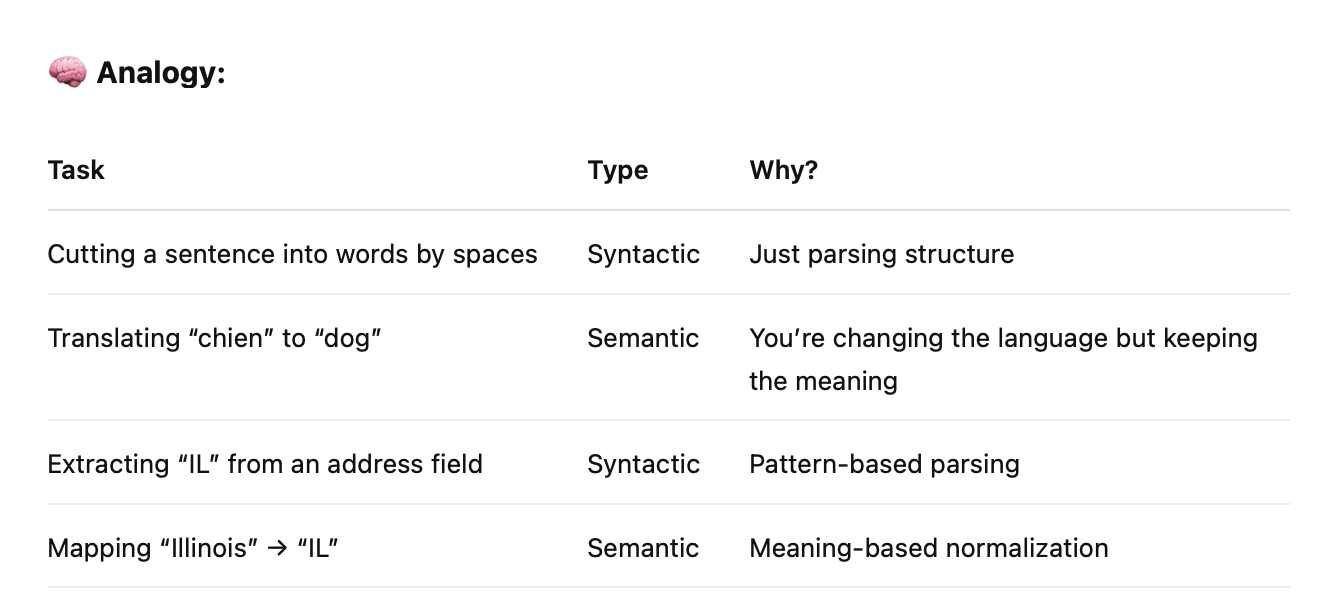 🧠 Analogy:
Task Type Why?
Cutting a sentence into words by spaces Syntactic Just parsing structure
Translating “chien” to “dog” Semantic You’re changing the language but keeping
the meaning
Extracting “IL” from an address field Syntactic Pattern-based parsing
Mapping “Illinois” → “IL” Semantic Meaning-based normalization